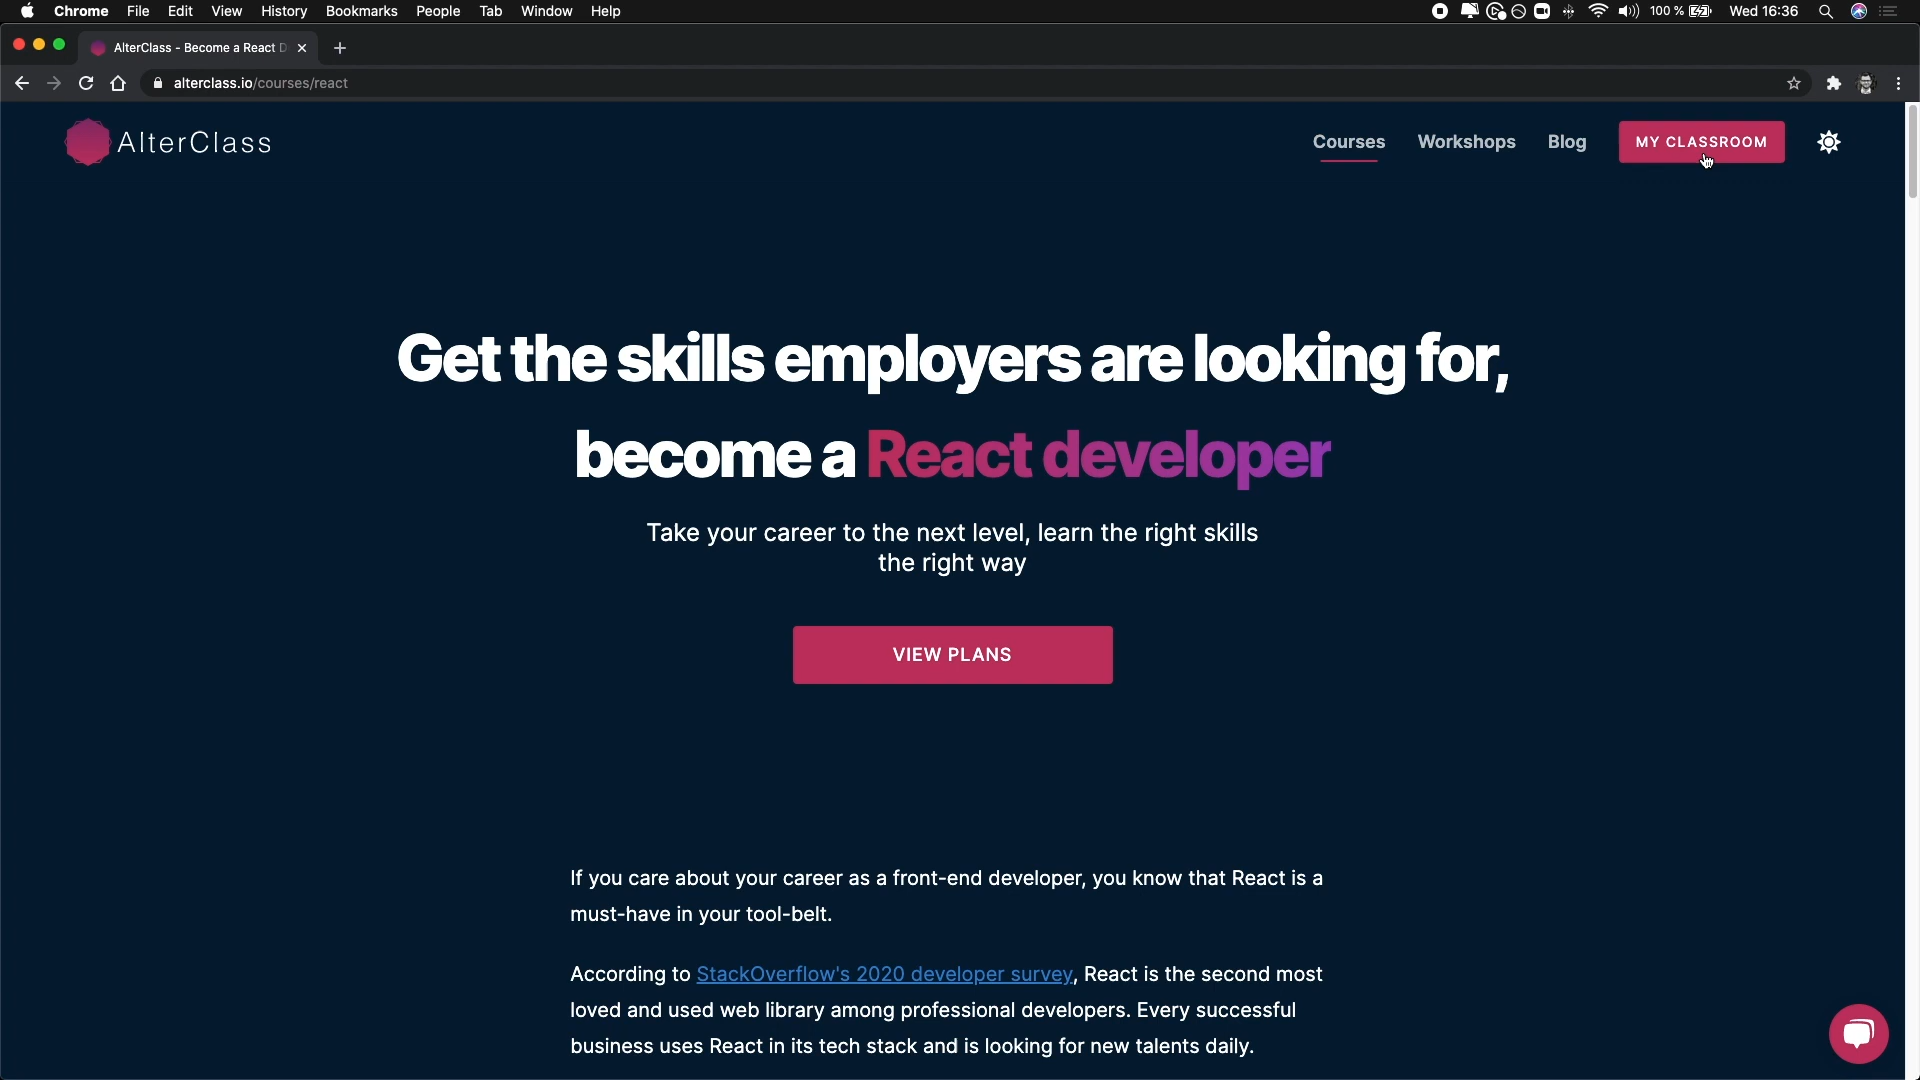 Chrome File Edit View History Bookmarks People Tab Window Help 100 % Wed 16:36
AlterClass - Become a React D
alterclass.io/courses/react
AlterClass Courses Workshops Blog MY CLASSROOM
Get the skills employers are looking for,
become a React developer
Take your career to the next level, learn the right skills
the right way
VIEW PLANS
If you care about your career as a front-end developer, you know that React is a
must-have in your tool-belt.
According to StackOverflow's 2020 developer survey, React is the second most
loved and used web library among professional developers. Every successful
business uses React in its tech stack and is looking for new talents daily.